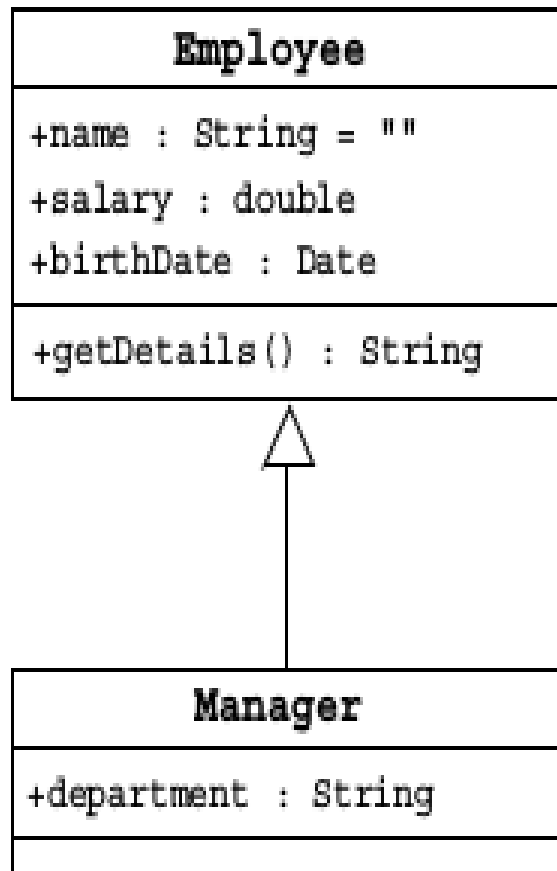 Employee
+name : String = ""
+salary : double
+birthDate : Date
+getDetails() : String
Manager
+department : String